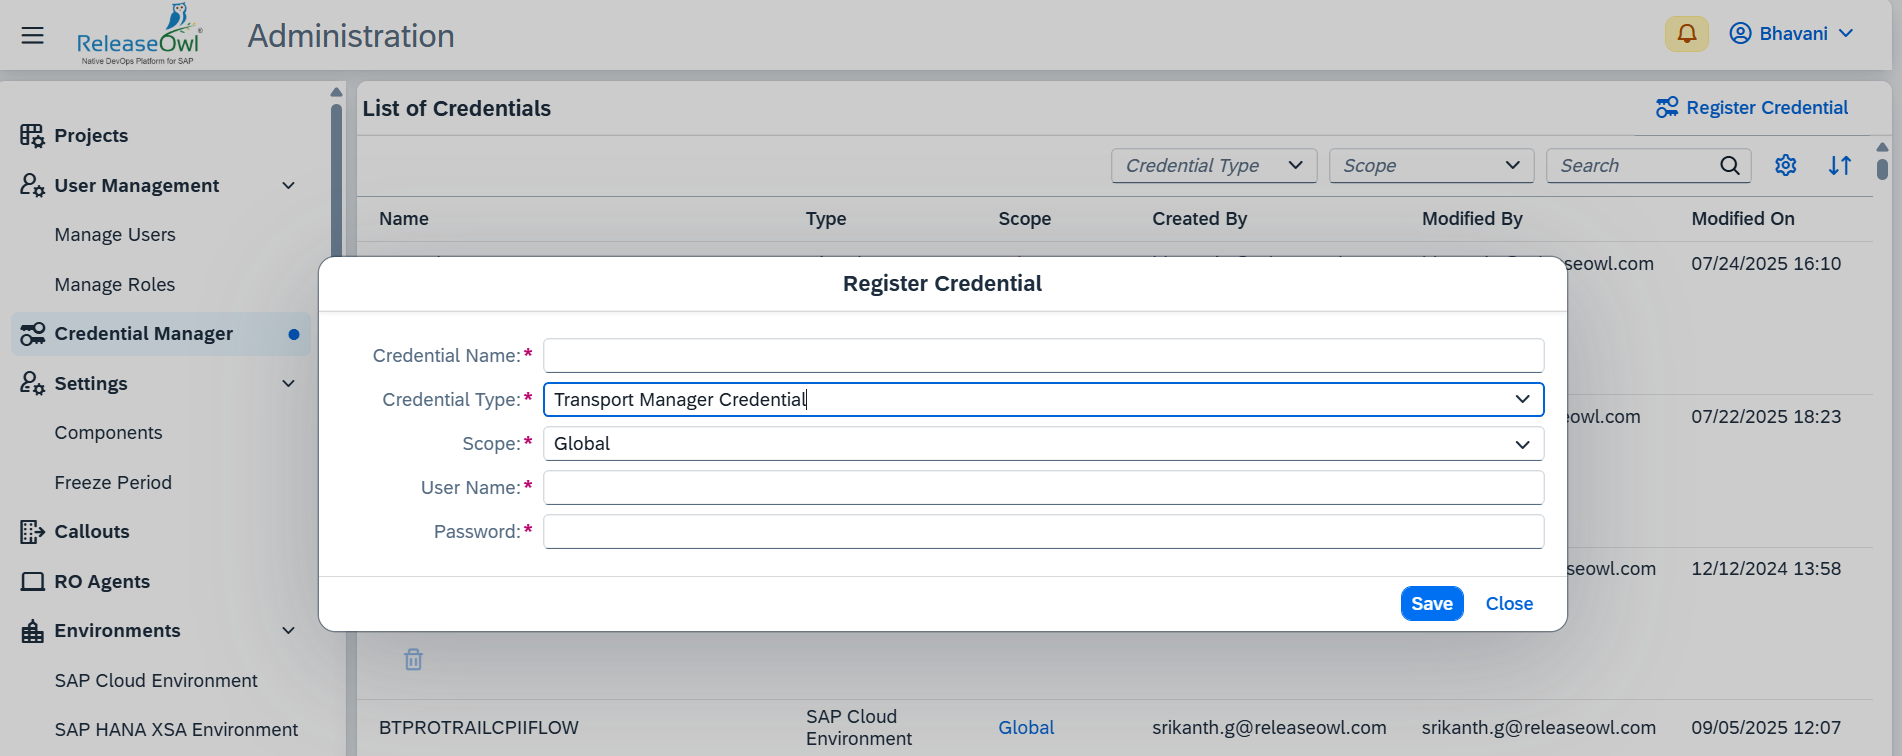 ReleaseOwl
Native DevOps Platform for SAP
Administration
Bhavani
Projects
User Management
Manage Users
Manage Roles
Credential Manager
Settings
Components
Freeze Period
Callouts
RO Agents
Environments
SAP Cloud Environment
SAP HANA XSA Environment
List of Credentials
Register Credential
Credential Type
Scope
Search
Name Type Scope Created By Modified By Modified On
seowl.com 07/24/2025 16:10
owl.com 07/22/2025 18:23
seowl.com 12/12/2024 13:58
Register Credential
Credential Name:*
Credential Type:* Transport Manager Credential
Scope:* Global
User Name:*
Password:*
Save Close
BTPROTRAILCPIIFLOW SAP Cloud Environment Global srikanth.g@releaseowl.com srikanth.g@releaseowl.com 09/05/2025 12:07